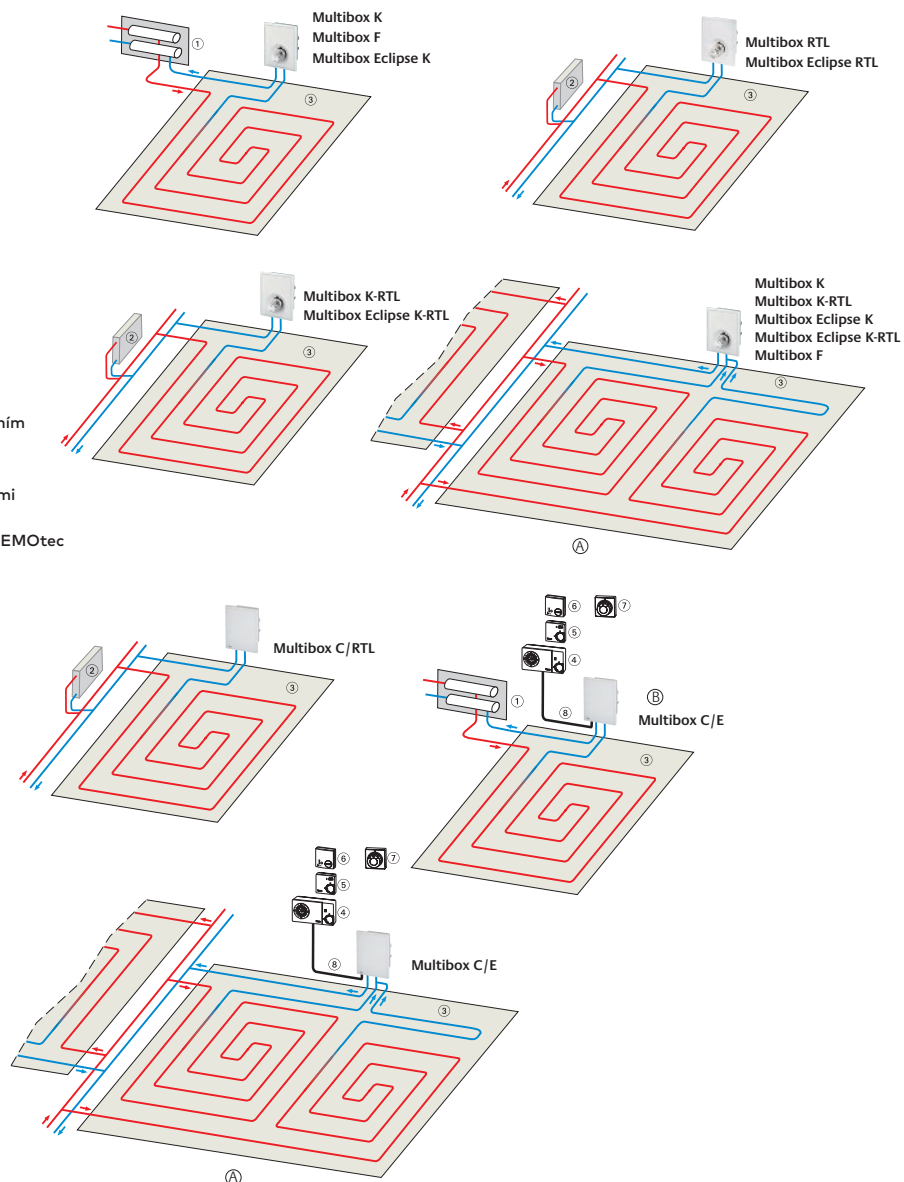 Multibox K
Multibox F
Multibox Eclipse K
①
③
Multibox RTL
Multibox Eclipse RTL
②
③
Multibox K-RTL
Multibox Eclipse K-RTL
②
③
Multibox K
Multibox K-RTL
Multibox Eclipse K
Multibox Eclipse K-RTL
Multibox F
③
Ⓐ
ním
mi
EMOtec
Multibox C/RTL
②
③
⑥ ⑦
⑤
④
①
⑧
Ⓑ
Multibox C/E
③
⑥ ⑦
⑤
④
⑧
Multibox C/E
③
Ⓐ